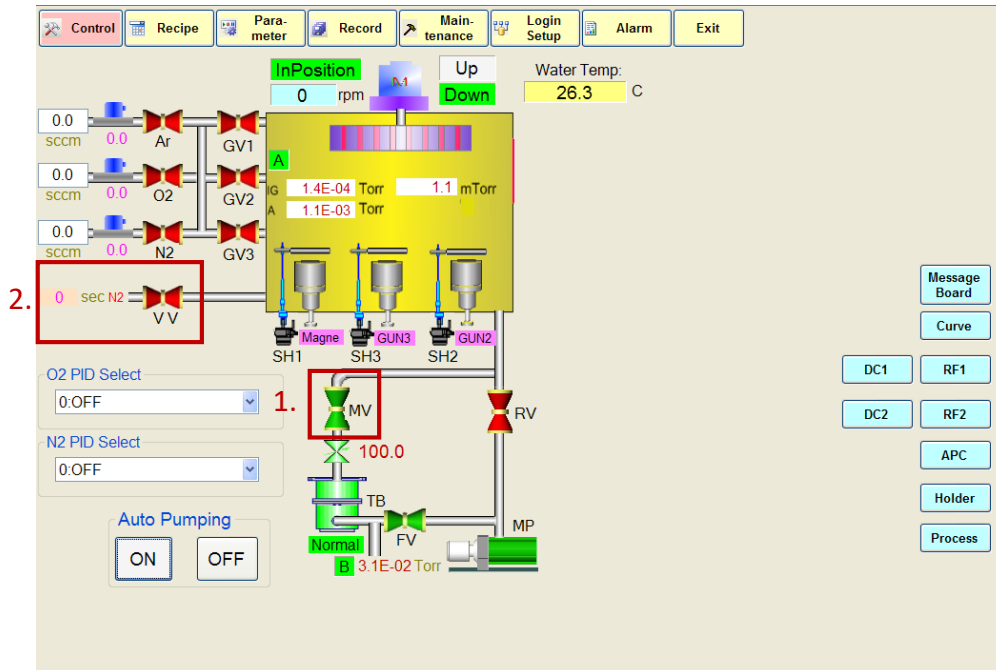 Control
Recipe
Para-
meter
Record
Main-
tenance
Login
Setup
Alarm
Exit
InPosition
0 rpm
N1
Up
Down
Water Temp:
26.3 C
0.0
sccm 0.0 Ar GV1
0.0
sccm 0.0 O2 GV2
0.0
sccm 0.0 N2 GV3
A
IG 1.4E-04 Torr 1.1 mTorr
A 1.1E-03 Torr
2.
0 sec N2
V V
Magne GUN3 GUN2
SH1 SH3 SH2
Message
Board
Curve
DC1 RF1
DC2 RF2
APC
Holder
Process
O2 PID Select
0:OFF
N2 PID Select
0:OFF
1.
MV
RV
100.0
TB
Normal
FV
MP
B 3.1E-02 Torr
Auto Pumping
ON OFF